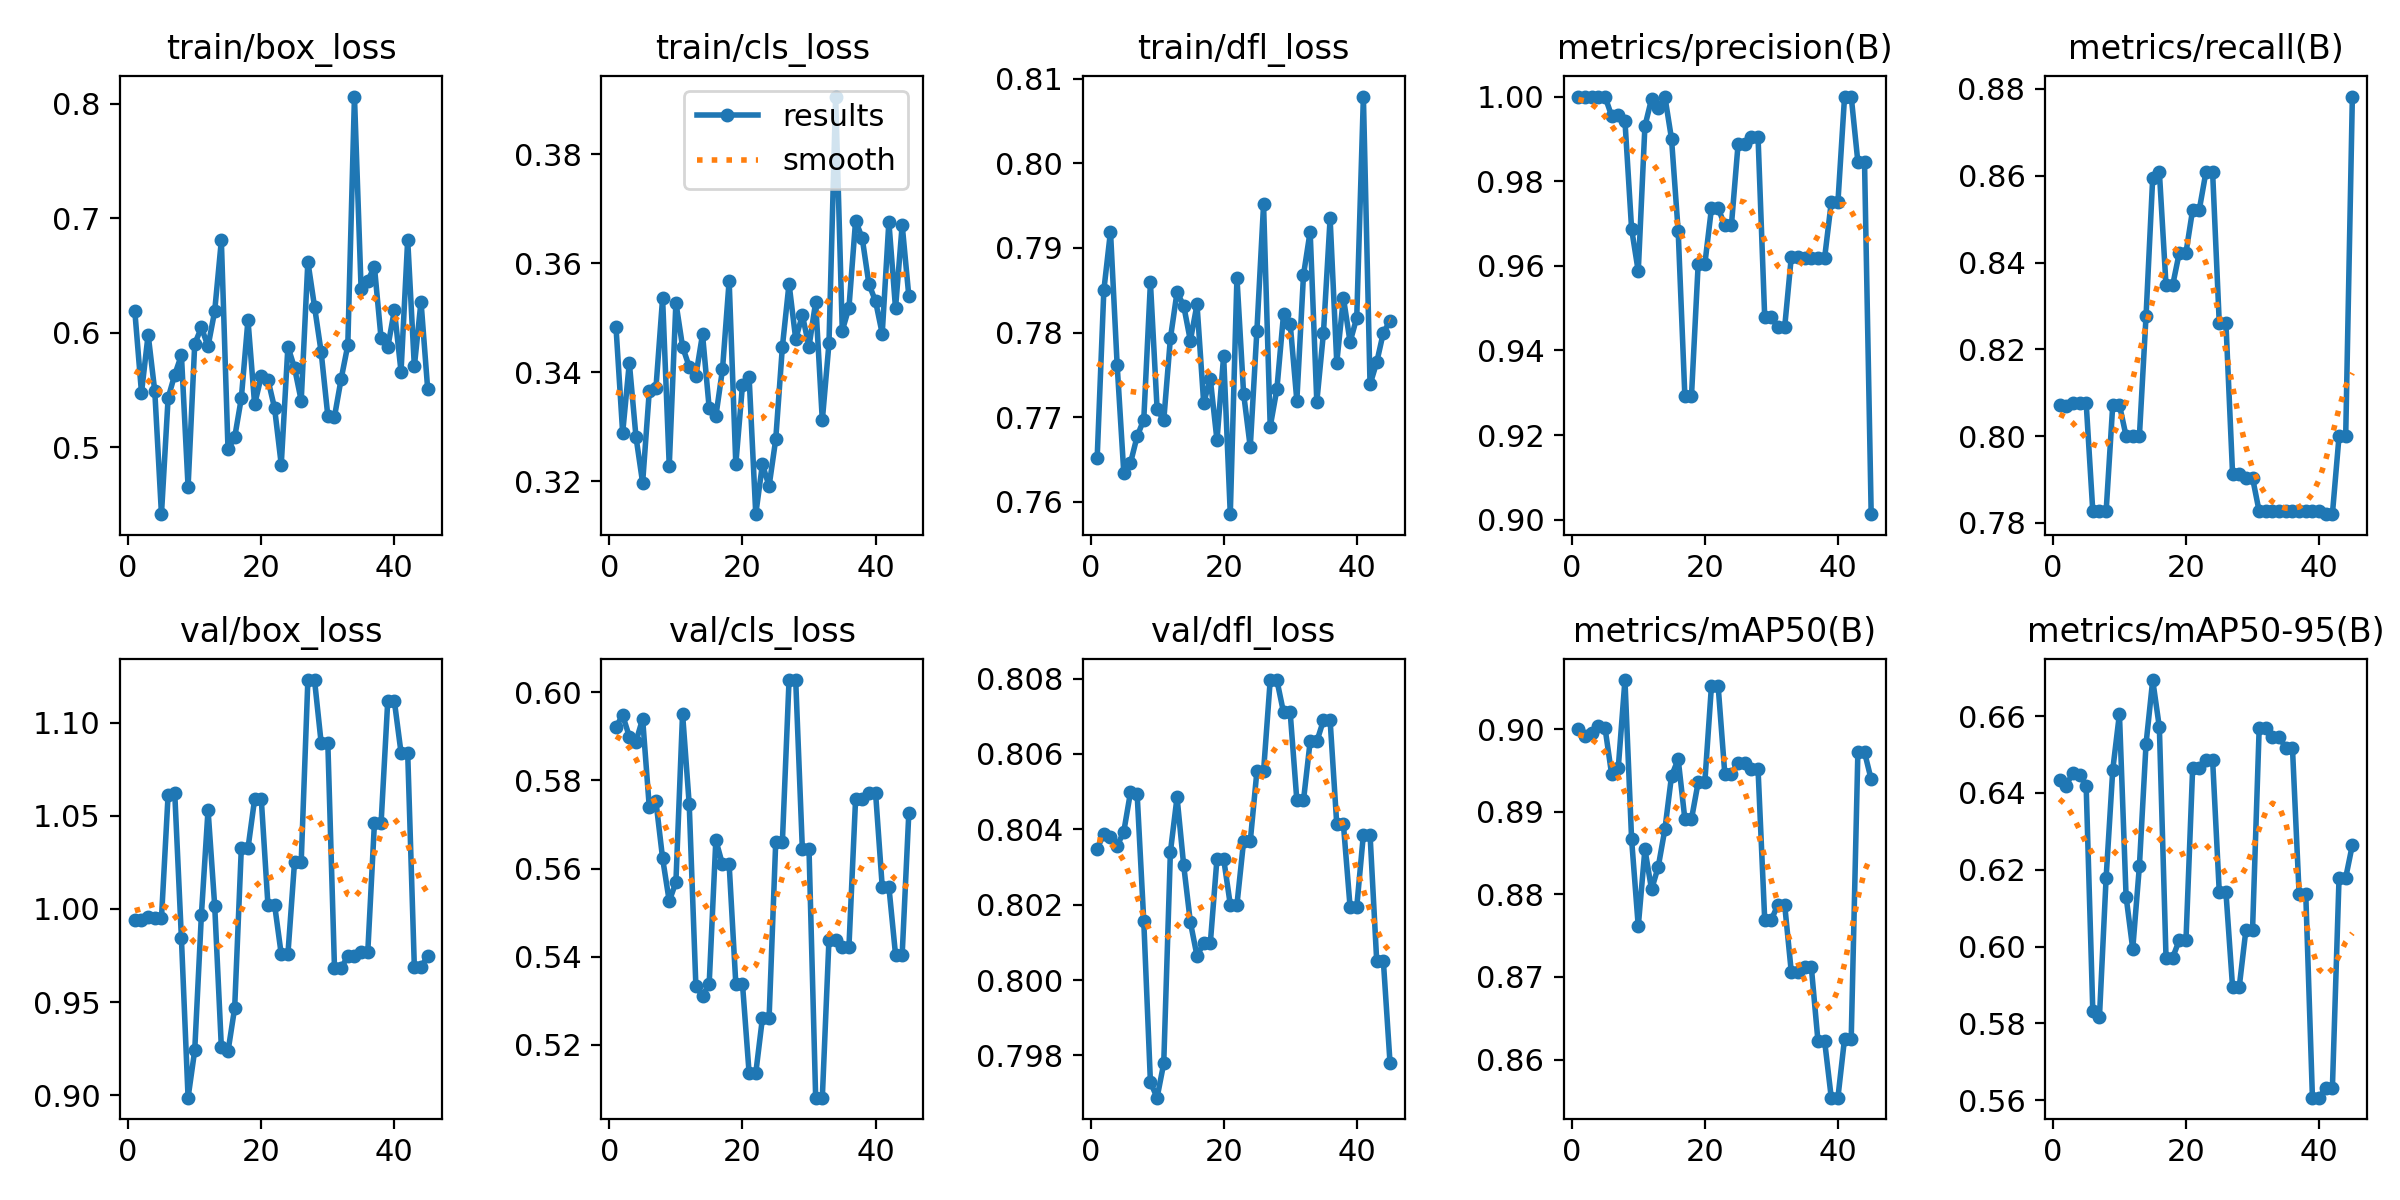 train/box_loss
0.8
0.7
0.6
0.5
0 20 40
train/cls_loss
results
smooth
0.38
0.36
0.34
0.32
0 20 40
train/dfl_loss
0.81
0.80
0.79
0.78
0.77
0.76
0 20 40
metrics/precision(B)
1.00
0.98
0.96
0.94
0.92
0.90
0 20 40
metrics/recall(B)
0.88
0.86
0.84
0.82
0.80
0.78
0 20 40
val/box_loss
1.10
1.05
1.00
0.95
0.90
0 20 40
val/cls_loss
0.60
0.58
0.56
0.54
0.52
0 20 40
val/dfl_loss
0.808
0.806
0.804
0.802
0.800
0.798
0 20 40
metrics/mAP50(B)
0.90
0.89
0.88
0.87
0.86
0 20 40
metrics/mAP50-95(B)
0.66
0.64
0.62
0.60
0.58
0.56
0 20 40